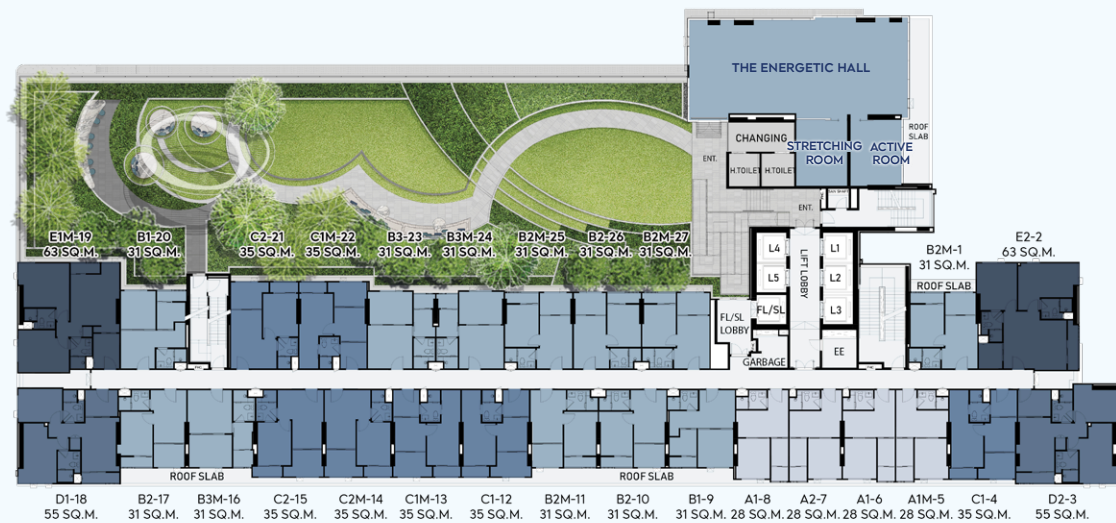 THE ENERGETIC HALL
ROOF
SLAB
CHANGING
STRETCHING
ROOM
ACTIVE
ROOM
ENT.
H.TOILET
H.TOILET
ENT.
E1M-19
63 SQ.M.
B1-20
31 SQ.M.
C2-21
35 SQ.M.
C1M-22
35 SQ.M.
B3-23
31 SQ.M.
B3M-24
31 SQ.M.
B2M-25
31 SQ.M.
B2-26
31 SQ.M.
B2M-27
31 SQ.M.
L4
L5
FL/SL
LIFT LOBBY
L1
L2
L3
B2M-1
31 SQ.M.
ROOF SLAB
E2-2
63 SQ.M.
FL/SL
LOBBY
GARBAGE
EE
ROOF SLAB
ROOF SLAB
D1-18
55 SQ.M.
B2-17
31 SQ.M.
B3M-16
31 SQ.M.
C2-15
35 SQ.M.
C2M-14
35 SQ.M.
C1M-13
35 SQ.M.
C1-12
35 SQ.M.
B2M-11
31 SQ.M.
B2-10
31 SQ.M.
B1-9
31 SQ.M.
A1-8
28 SQ.M.
A2-7
28 SQ.M.
A1-6
28 SQ.M.
A1M-5
28 SQ.M.
C1-4
35 SQ.M.
D2-3
55 SQ.M.